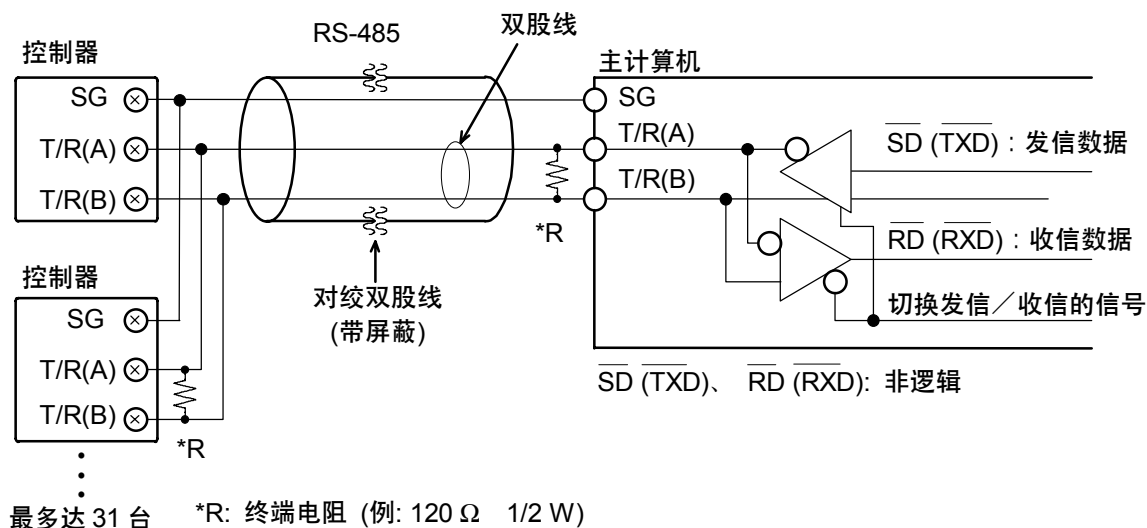 RS-485
双股线
控制器
SG
T/R(A)
T/R(B)
主计算机
SG
T/R(A)
T/R(B)
*R
SD (TXD) : 发信数据
RD (RXD) : 收信数据
切换发信／收信的信号
控制器
SG
T/R(A)
T/R(B)
*R
对绞双股线
(带屏蔽)
SD (TXD)、 RD (RXD): 非逻辑
最多达 31 台
*R: 终端电阻 (例: 120 Ω 1/2 W)